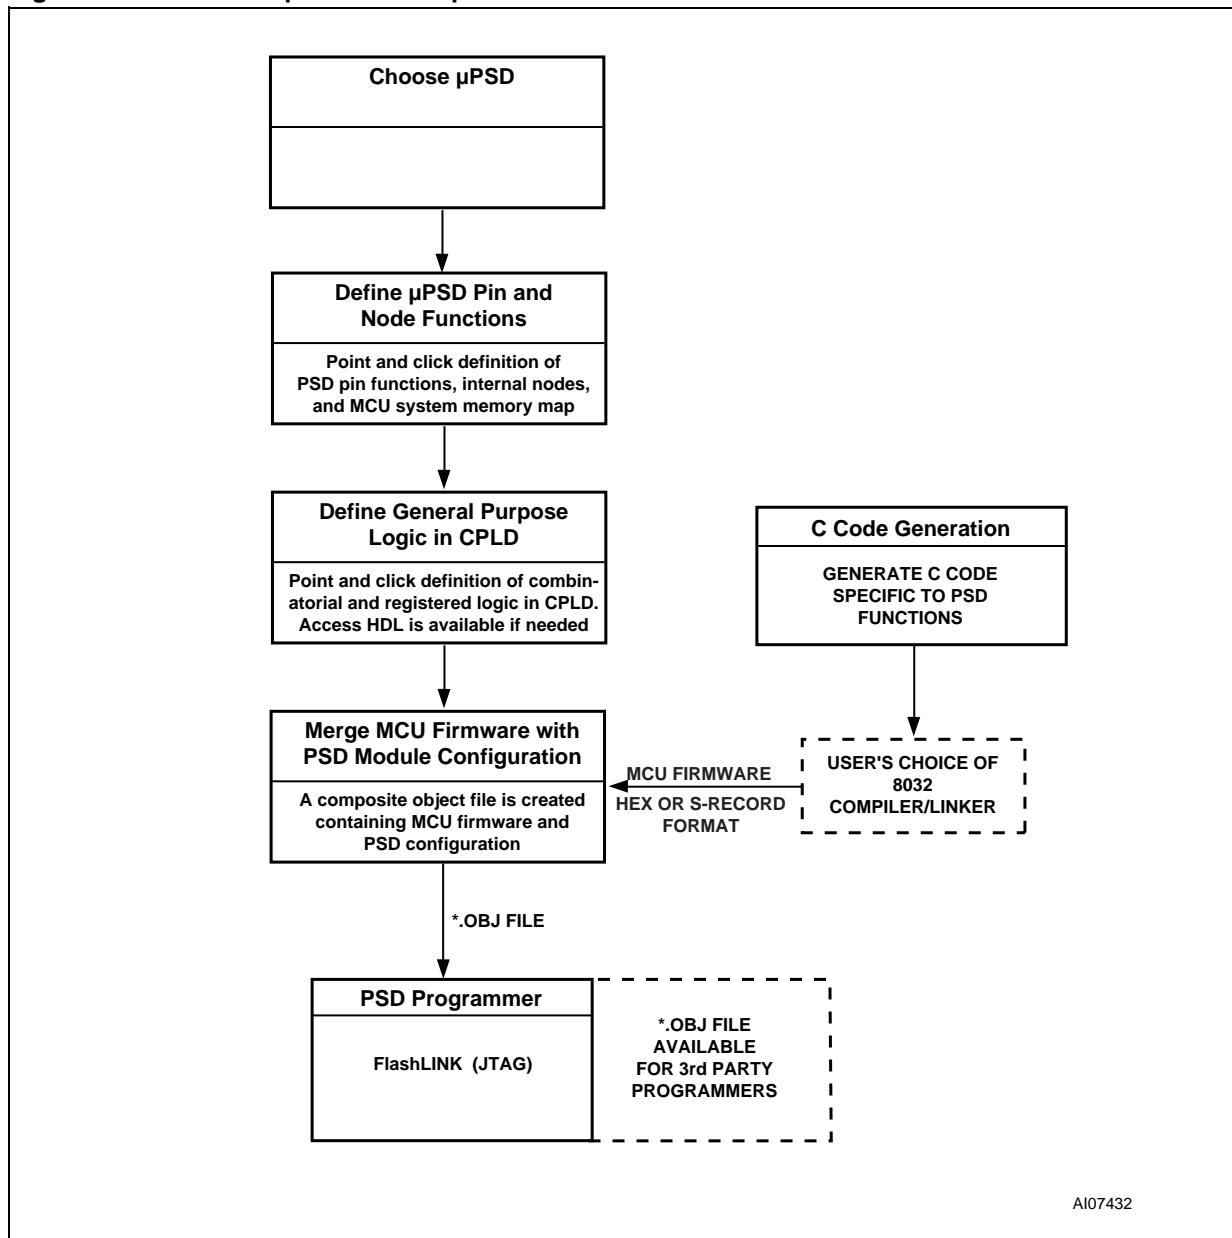 Choose µPSD
Define µPSD Pin and
Node Functions
Point and click definition of
PSD pin functions, internal nodes,
and MCU system memory map
Define General Purpose
Logic in CPLD
Point and click definition of combin-
atorial and registered logic in CPLD.
Access HDL is available if needed
C Code Generation
GENERATE C CODE
SPECIFIC TO PSD
FUNCTIONS
Merge MCU Firmware with
PSD Module Configuration
A composite object file is created
containing MCU firmware and
PSD configuration
MCU FIRMWARE
HEX OR S-RECORD
FORMAT
USER'S CHOICE OF
8032
COMPILER/LINKER
*.OBJ FILE
PSD Programmer
FlashLINK (JTAG)
*.OBJ FILE
AVAILABLE
FOR 3rd PARTY
PROGRAMMERS
AI07432